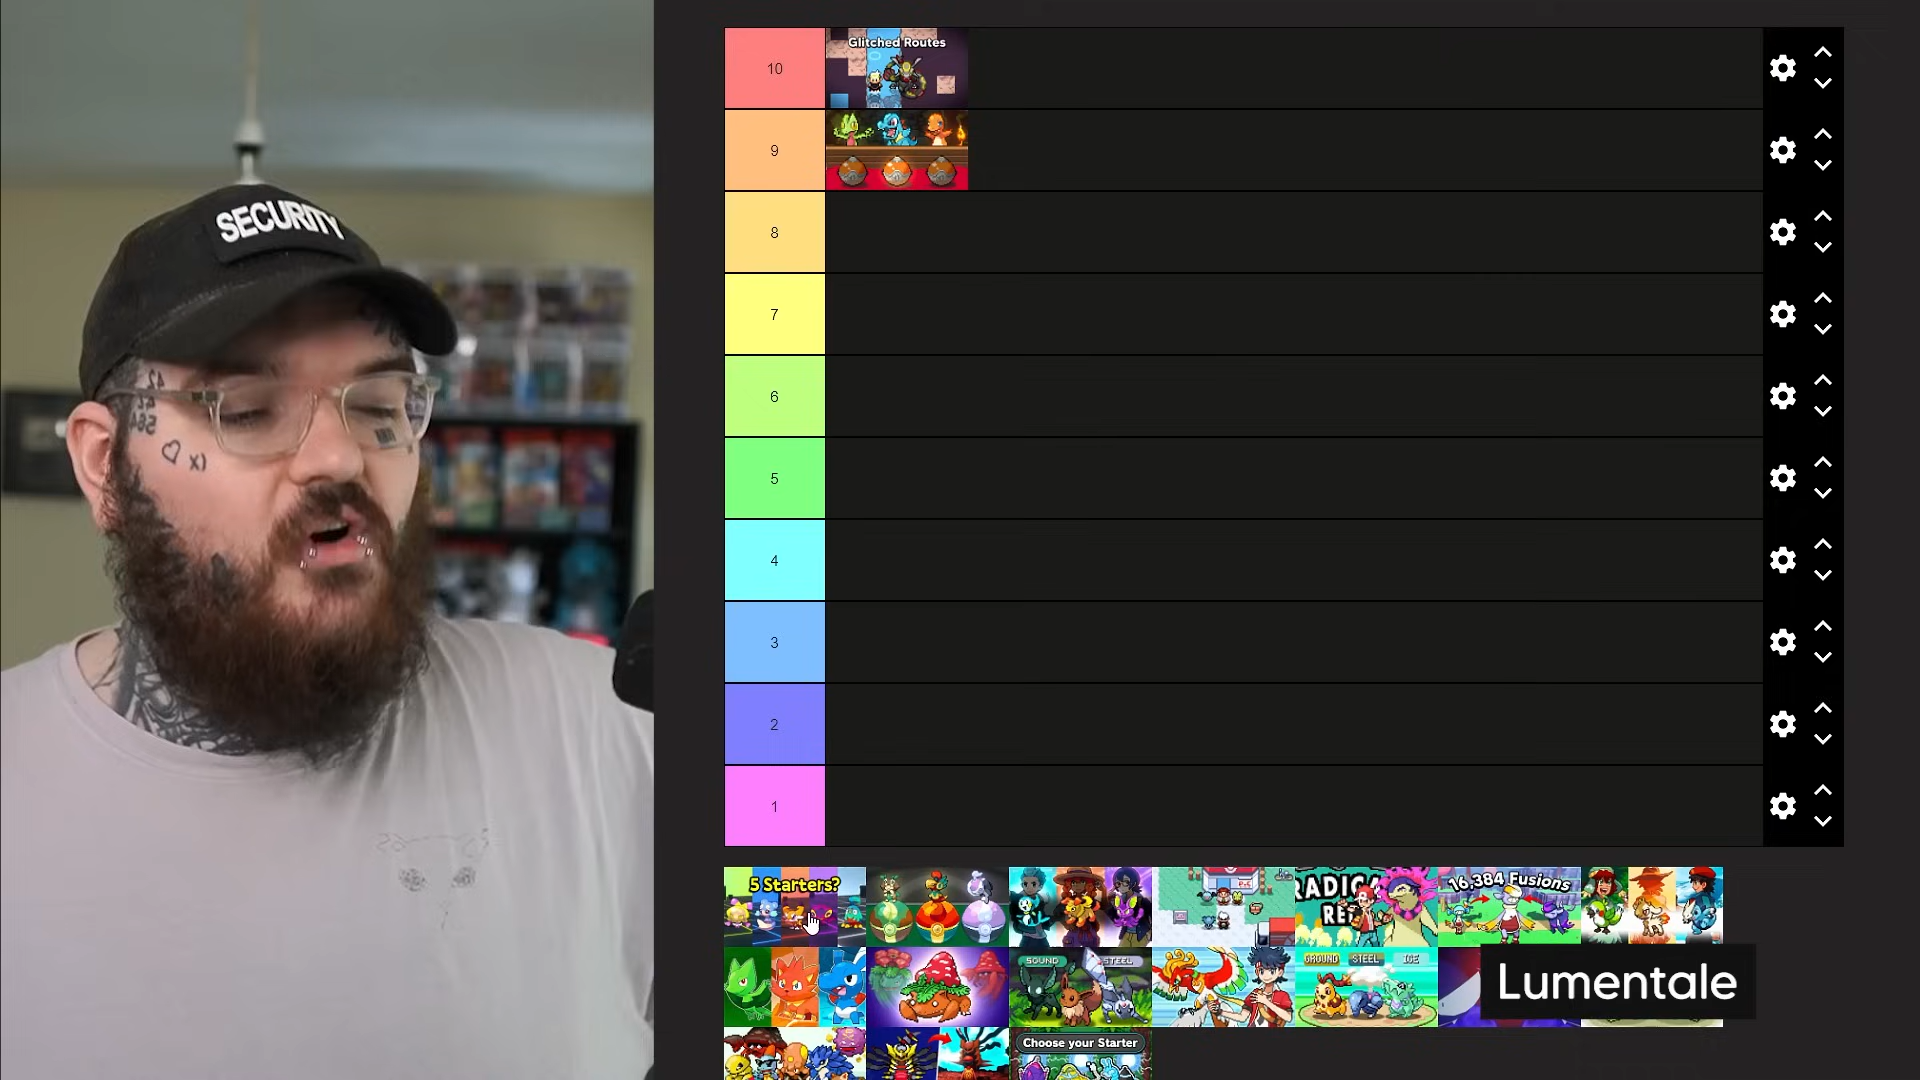 SECURITY
10
Glitched Routes
9
8
7
6
5
4
3
2
1
5 Starters?
16,384 Fusions
SOUND
STEEL
GROUND
STEEL
ICE
Lumentale
Choose your Starter